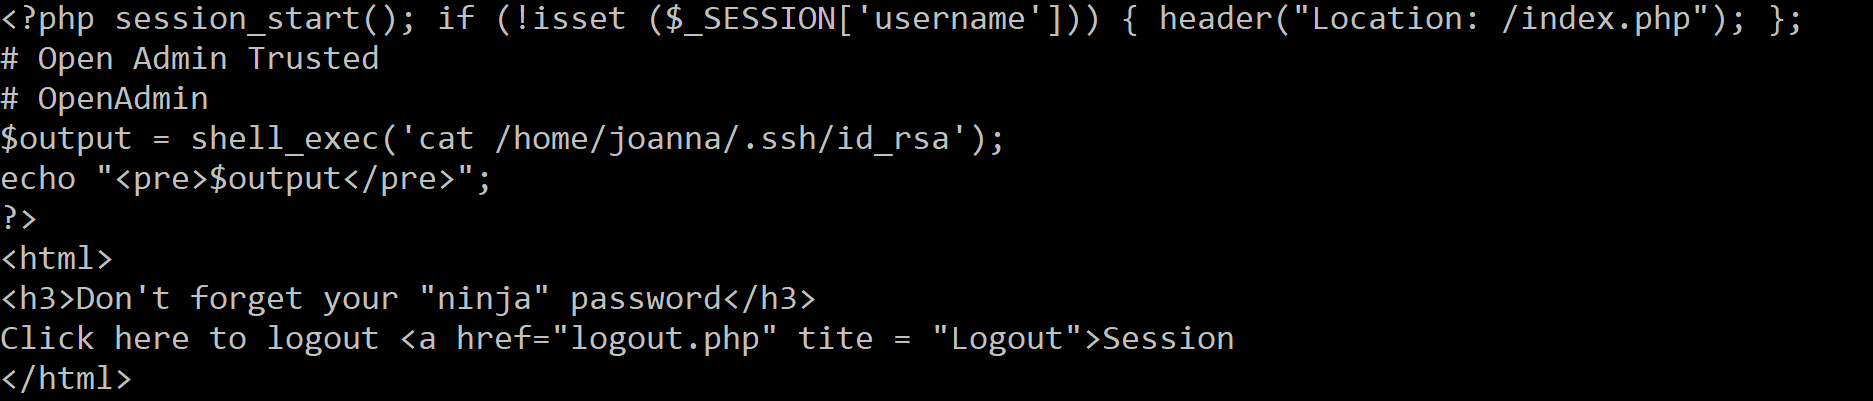 <?php session_start(); if (!isset ($_SESSION['username'])) { header("Location: /index.php"); };
# Open Admin Trusted
# OpenAdmin
$output = shell_exec('cat /home/joanna/.ssh/id_rsa');
echo "<pre>$output</pre>";
?>
<html>
<h3>Don't forget your "ninja" password</h3>
Click here to logout <a href="logout.php" tite = "Logout">Session
</html>